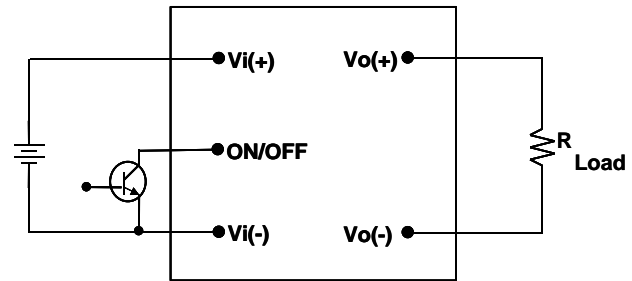 Vi(+)
Vo(+)
ON/OFF
R
Load
Vi(-)
Vo(-)